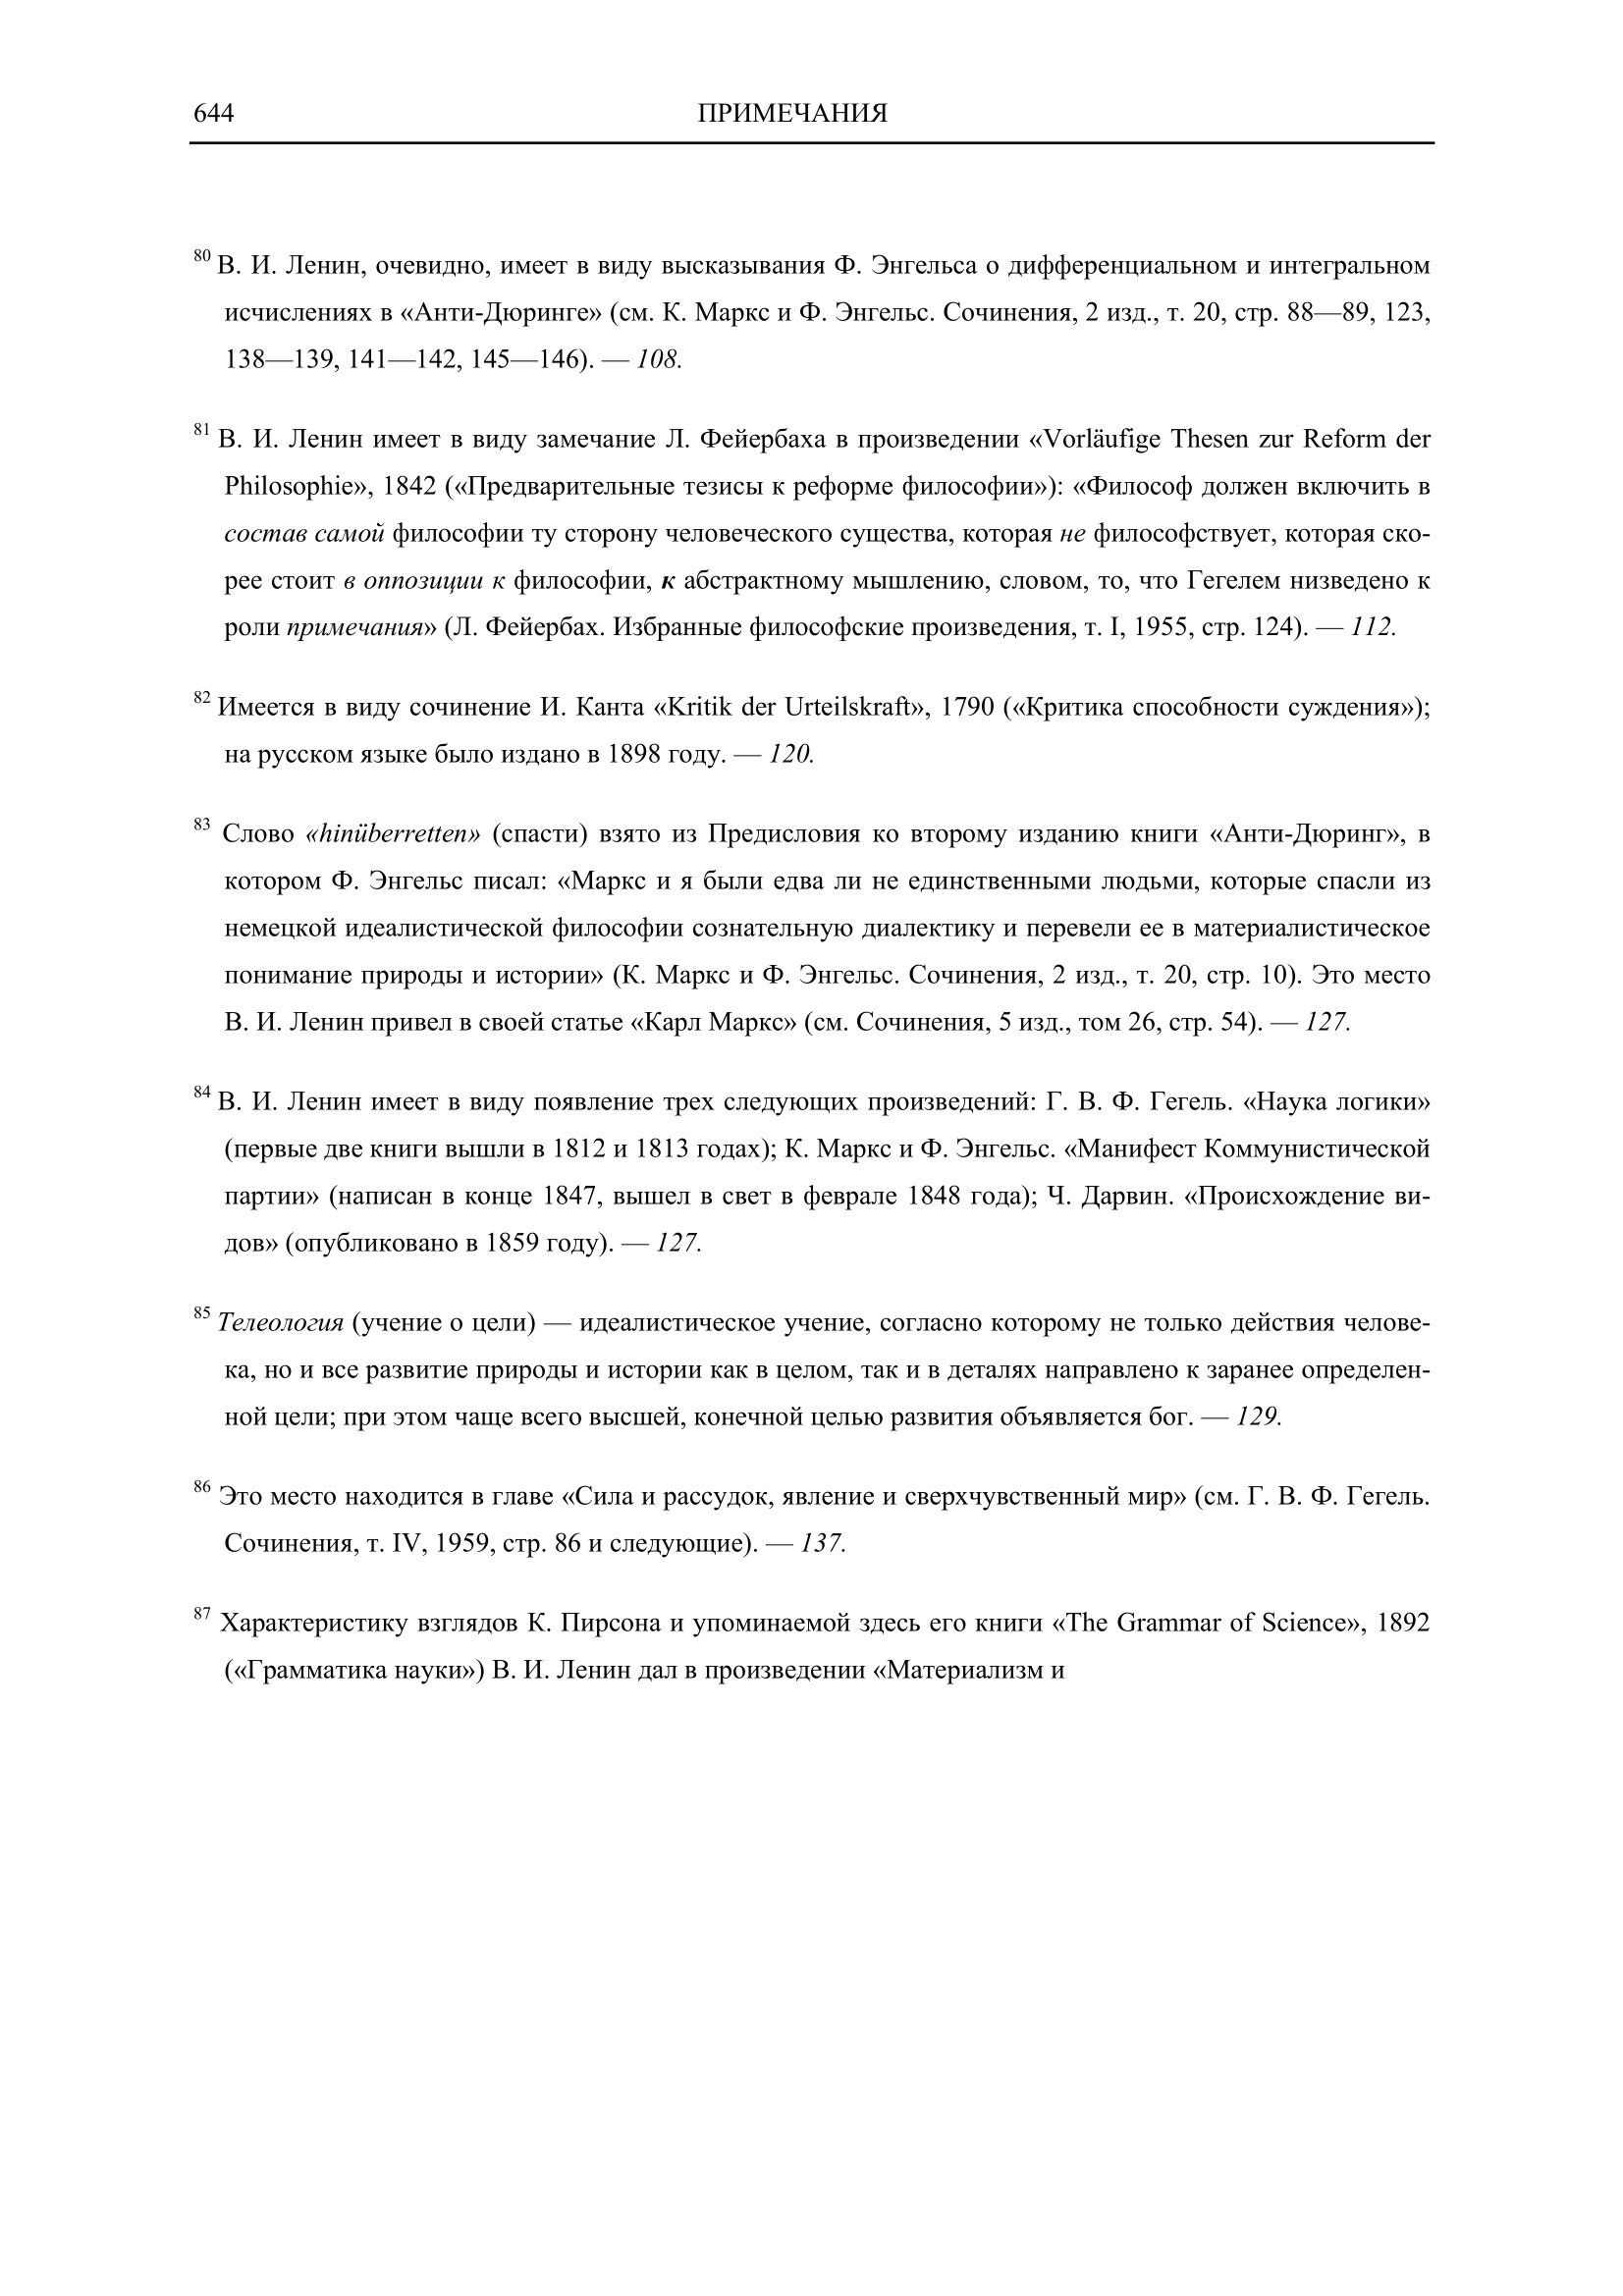 644 ПРИМЕЧАНИЯ
80 В. И. Ленин, очевидно, имеет в виду высказывания Ф. Энгельса о дифференциальном и интегральном
исчислениях в «Анти-Дюринге» (см. К. Маркс и Ф. Энгельс. Сочинения, 2 изд., т. 20, стр. 88—89, 123,
138—139, 141—142, 145—146). — 108.
81 В. И. Ленин имеет в виду замечание Л. Фейербаха в произведении «Vorläufige Thesen zur Reform der
Philosophie», 1842 («Предварительные тезисы к реформе философии»): «Философ должен включить в
состав самой философии ту сторону человеческого существа, которая не философствует, которая ско-
рее стоит в оппозиции к философии, к абстрактному мышлению, словом, то, что Гегелем низведено к
роли примечания» (Л. Фейербах. Избранные философские произведения, т. I, 1955, стр. 124). — 112.
82 Имеется в виду сочинение И. Канта «Kritik der Urteilskraft», 1790 («Критика способности суждения»);
на русском языке было издано в 1898 году. — 120.
83 Слово «hinüberretten» (спасти) взято из Предисловия ко второму изданию книги «Анти-Дюринг», в
котором Ф. Энгельс писал: «Маркс и я были едва ли не единственными людьми, которые спасли из
немецкой идеалистической философии сознательную диалектику и перевели ее в материалистическое
понимание природы и истории» (К. Маркс и Ф. Энгельс. Сочинения, 2 изд., т. 20, стр. 10). Это место
В. И. Ленин привел в своей статье «Карл Маркс» (см. Сочинения, 5 изд., том 26, стр. 54). — 127.
84 В. И. Ленин имеет в виду появление трех следующих произведений: Г. В. Ф. Гегель. «Наука логики»
(первые две книги вышли в 1812 и 1813 годах); К. Маркс и Ф. Энгельс. «Манифест Коммунистической
партии» (написан в конце 1847, вышел в свет в феврале 1848 года); Ч. Дарвин. «Происхождение ви-
дов» (опубликовано в 1859 году). — 127.
85 Телеология (учение о цели) — идеалистическое учение, согласно которому не только действия челове-
ка, но и все развитие природы и истории как в целом, так и в деталях направлено к заранее определен-
ной цели; при этом чаще всего высшей, конечной целью развития объявляется бог. — 129.
86 Это место находится в главе «Сила и рассудок, явление и сверхчувственный мир» (см. Г. В. Ф. Гегель.
Сочинения, т. IV, 1959, стр. 86 и следующие). — 137.
87 Характеристику взглядов К. Пирсона и упоминаемой здесь его книги «The Grammar of Science», 1892
(«Грамматика науки») В. И. Ленин дал в произведении «Материализм и